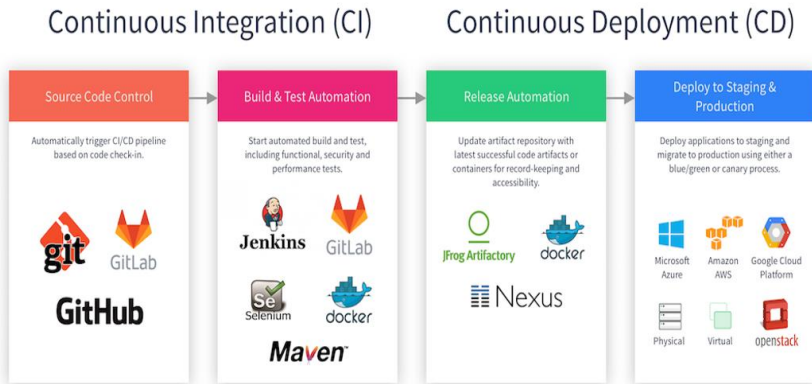 Continuous Integration (CI)
Continuous Deployment (CD)
Source Code Control
Automatically trigger CI/CD pipeline
based on code check-in.
git
GitLab
GitHub
Build & Test Automation
Start automated build and test,
including functional, security and
performance tests.
Jenkins
GitLab
Se
Selenium
docker
Maven™
Release Automation
Update artifact repository with
latest successful code artifacts or
containers for record-keeping and
accessibility.
JFrog Artifactory
docker
Nexus
Deploy to Staging &
Production
Deploy applications to staging and
migrate to production using either a
blue/green or canary process.
Microsoft
Azure
Amazon
AWS
Google Cloud
Platform
Physical
Virtual
openstack